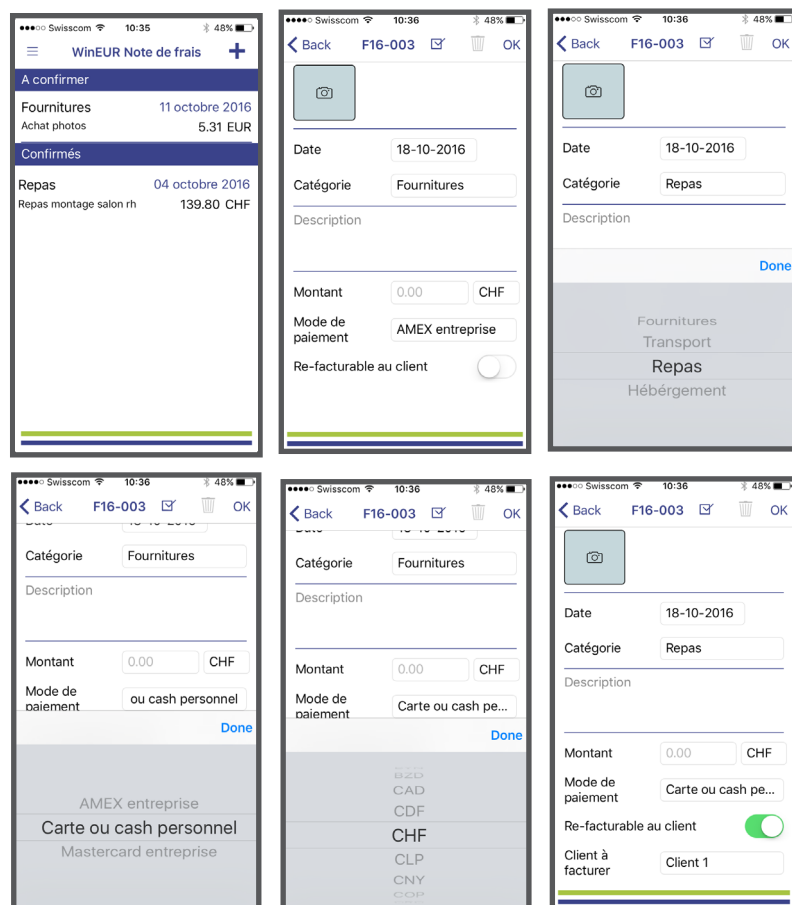 ●●●●○ Swisscom 10:35 48%
WinEUR Note de frais +
A confirmer
Fournitures 11 octobre 2016
Achat photos 5.31 EUR
Confirmés
Repas 04 octobre 2016
Repas montage salon rh 139.80 CHF
●●●●○ Swisscom 10:36 48%
Back F16-003 OK
Date 18-10-2016
Catégorie Fournitures
Description
Montant 0.00 CHF
Mode de
paiement AMEX entreprise
Re-facturable au client
●●●○○ Swisscom 10:36 48%
Back F16-003 OK
Date 18-10-2016
Catégorie Repas
Description
Done
Fournitures
Transport
Repas
Hébérgement
●●●●○ Swisscom 10:36 48%
Back F16-003 OK
Catégorie Fournitures
Description
Montant 0.00 CHF
Mode de
paiement ou cash personnel
Done
AMEX entreprise
Carte ou cash personnel
Mastercard entreprise
●●●●○ Swisscom 10:36 48%
Back F16-003 OK
Catégorie Fournitures
Description
Montant 0.00 CHF
Mode de
paiement Carte ou cash pe...
Done
BZD
CAD
CDF
CHF
CLP
CNY
COP
●●●○○ Swisscom 10:36 48%
Back F16-003 OK
Date 18-10-2016
Catégorie Repas
Description
Montant 0.00 CHF
Mode de
paiement Carte ou cash pe...
Re-facturable au client
Client à
facturer Client 1